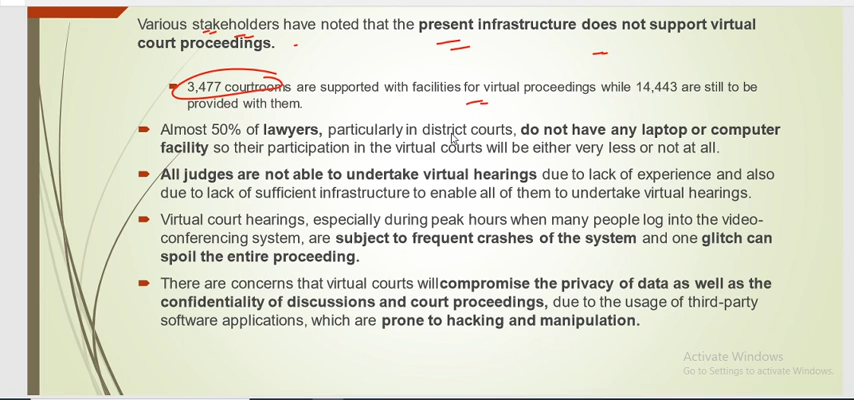 Various stakeholders have noted that the present infrastructure does not support virtual
court proceedings.
3,477 courtrooms are supported with facilities for virtual proceedings while 14,443 are still to be
provided with them.
Almost 50% of lawyers, particularly in district courts, do not have any laptop or computer
facility so their participation in the virtual courts will be either very less or not at all.
All judges are not able to undertake virtual hearings due to lack of experience and also
due to lack of sufficient infrastructure to enable all of them to undertake virtual hearings.
Virtual court hearings, especially during peak hours when many people log into the video-
conferencing system, are subject to frequent crashes of the system and one glitch can
spoil the entire proceeding.
There are concerns that virtual courts willcompromise the privacy of data as well as the
confidentiality of discussions and court proceedings, due to the usage of third-party
software applications, which are prone to hacking and manipulation.
Activate Windows
Go to Settings to activate Windows.